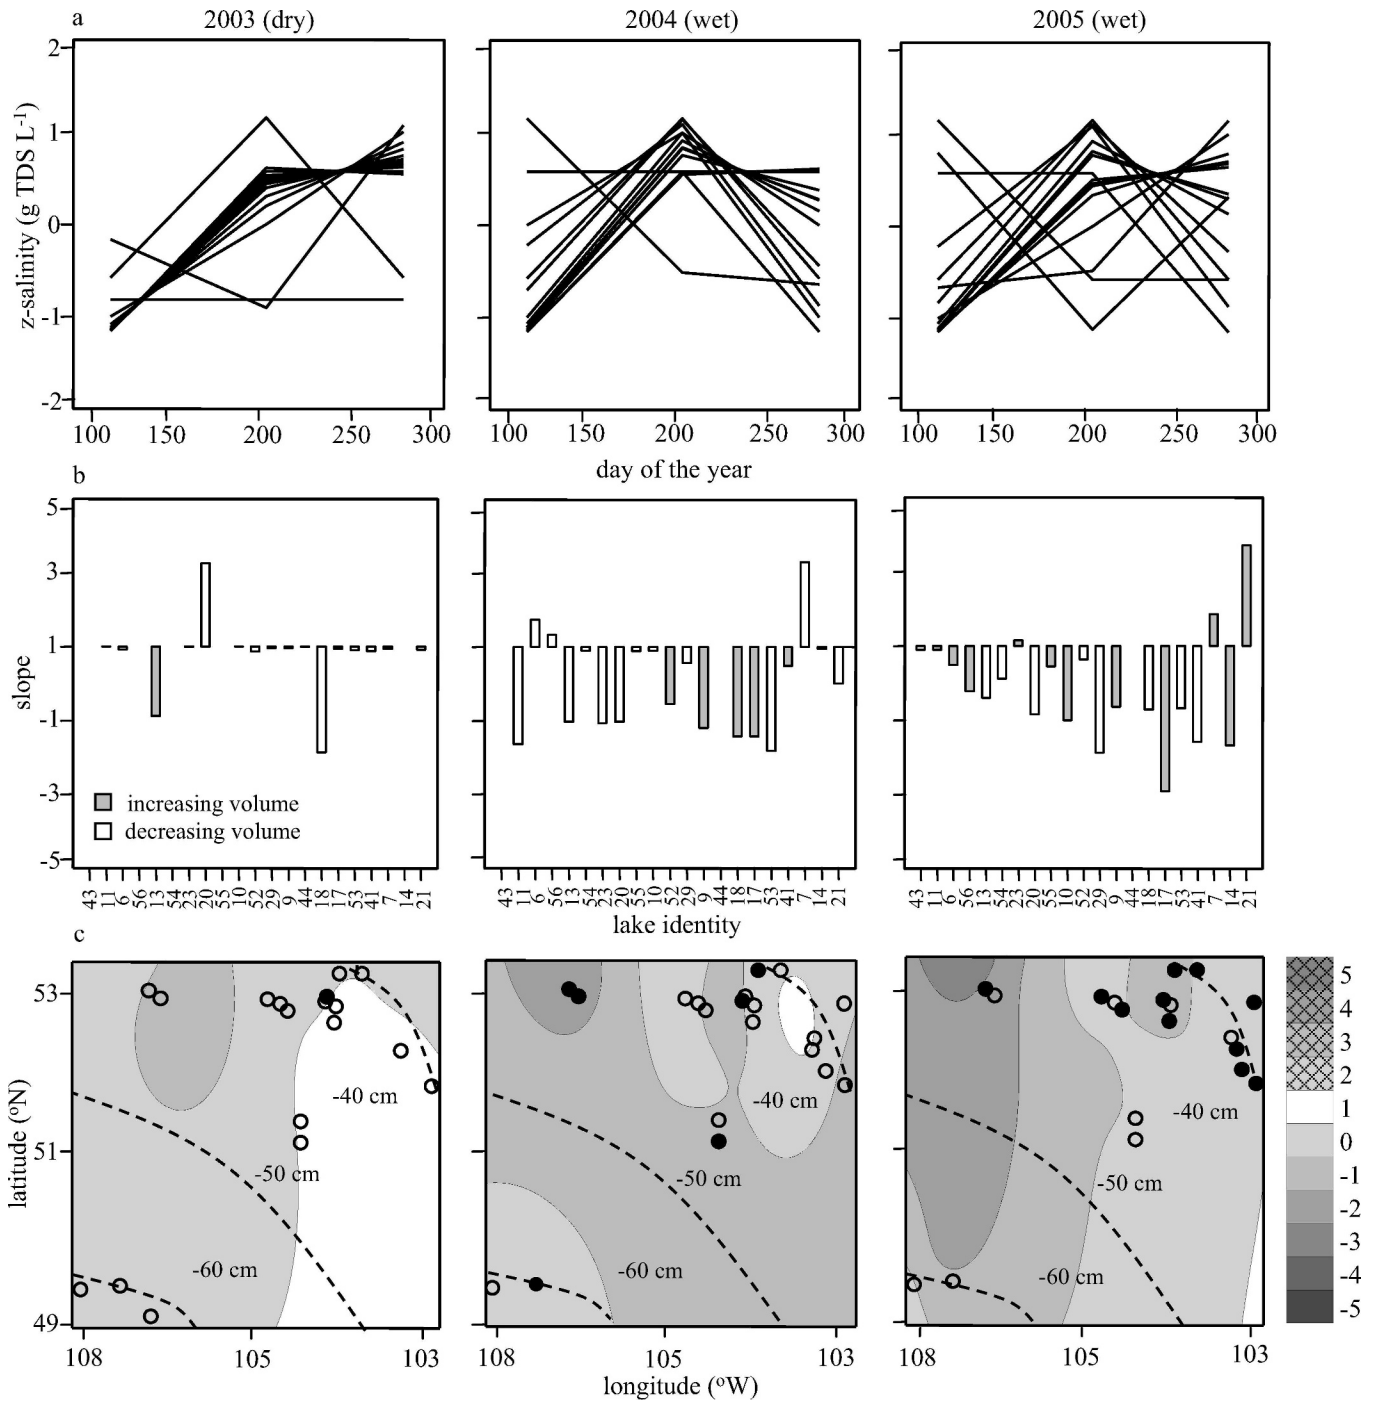 a
2003 (dry) 2004 (wet) 2005 (wet)
z-salinity (g TDS L⁻¹)
2
1
0
-1
-2
100 150 200 250 300 100 150 200 250 300 100 150 200 250 300
day of the year
b
slope
5
3
1
-1
-3
-5
increasing volume
decreasing volume
43 11 6 56 13 54 23 20 55 10 52 29 9 44 18 17 53 41 7 14 21
43 11 6 56 13 54 23 20 55 10 52 29 9 44 18 17 53 41 7 14 21
43 11 6 56 13 54 23 20 55 10 52 29 9 44 18 17 53 41 7 14 21
lake identity
c
latitude (ºN)
53
51
49
-40 cm -40 cm -40 cm
-50 cm -50 cm -50 cm
-60 cm -60 cm -60 cm
5
4
3
2
1
0
-1
-2
-3
-4
-5
108 105 103 108 105 103 108 105 103
longitude (ºW)